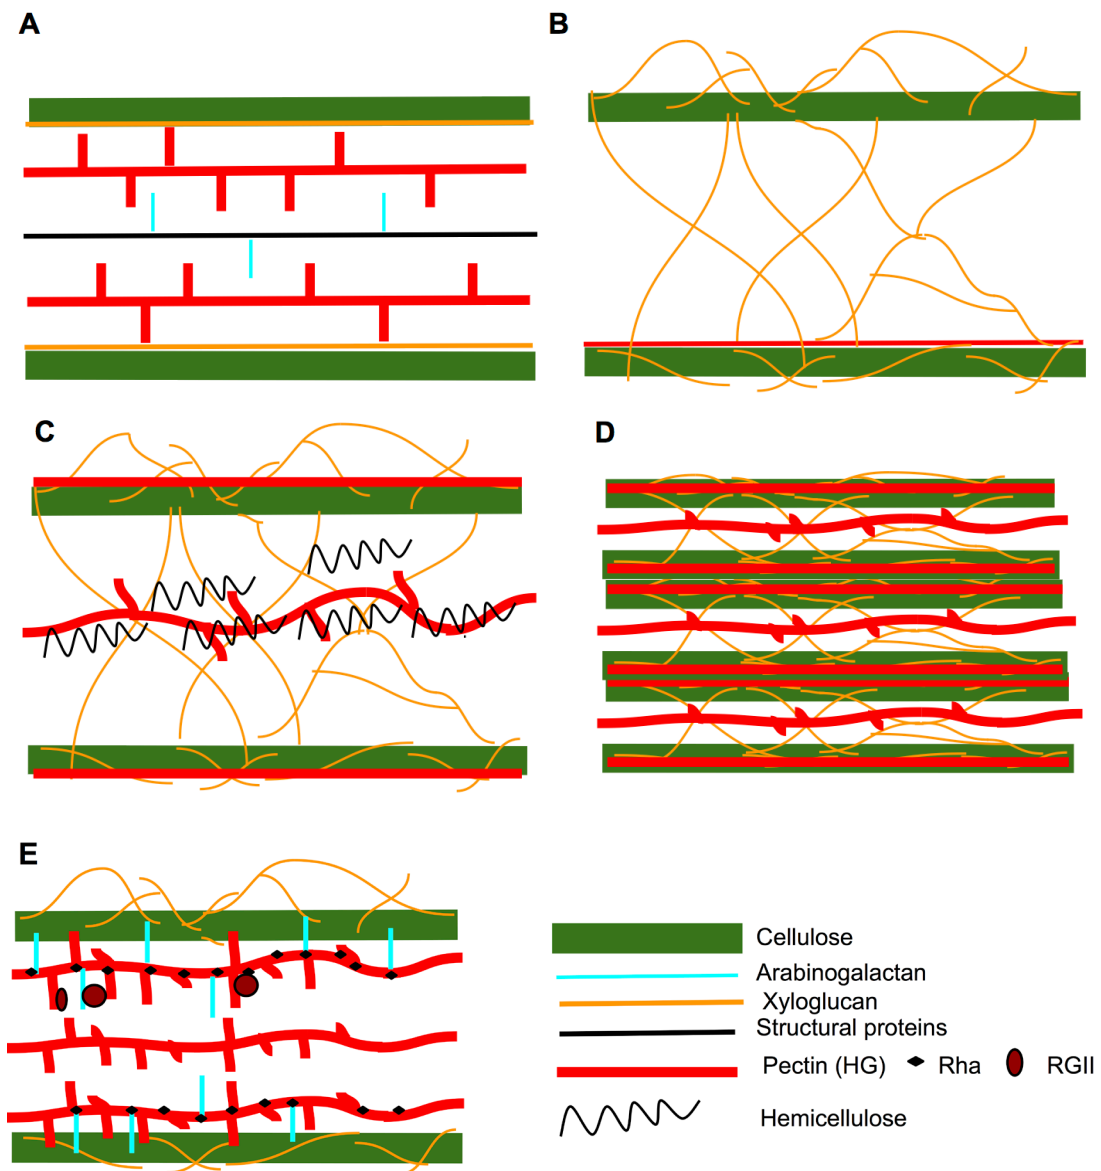 A
B
C
D
E
Cellulose
Arabinogalactan
Xyloglucan
Structural proteins
Pectin (HG) Rha RGII
Hemicellulose